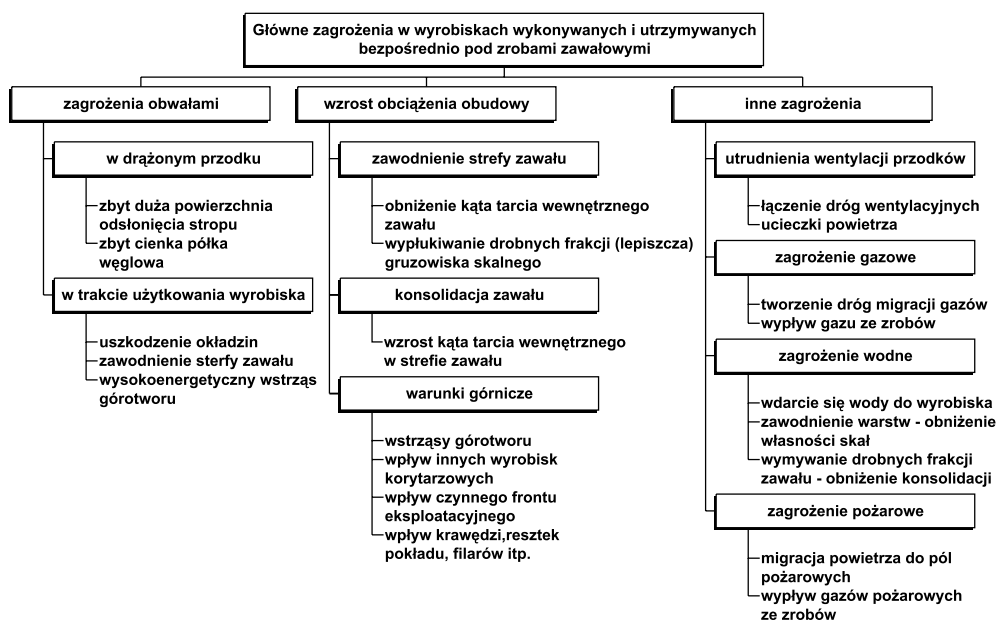 Główne zagrożenia w wyrobiskach wykonywanych i utrzymywanych
bezpośrednio pod zrobami zawałowymi
zagrożenia obwałami
w drążonym przodku
zbyt duża powierzchnia
odsłonięcia stropu
zbyt cienka półka
węglowa
w trakcie użytkowania wyrobiska
uszkodzenie okładzin
zawodnienie sterfy zawału
wysokoenergetyczny wstrząs
górotworu
wzrost obciążenia obudowy
zawodnienie strefy zawału
obniżenie kąta tarcia wewnętrznego
zawału
wypłukiwanie drobnych frakcji (lepiszcza)
gruzowiska skalnego
konsolidacja zawału
wzrost kąta tarcia wewnętrznego
w strefie zawału
warunki górnicze
wstrząsy górotworu
wpływ innych wyrobisk
korytarzowych
wpływ czynnego frontu
eksploatacyjnego
wpływ krawędzi,resztek
pokładu, filarów itp.
inne zagrożenia
utrudnienia wentylacji przodków
łączenie dróg wentylacyjnych
ucieczki powietrza
zagrożenie gazowe
tworzenie dróg migracji gazów
wypływ gazu ze zrobów
zagrożenie wodne
wdarcie się wody do wyrobiska
zawodnienie warstw - obniżenie
własności skał
wymywanie drobnych frakcji
zawału - obniżenie konsolidacji
zagrożenie pożarowe
migracja powietrza do pól
pożarowych
wypływ gazów pożarowych
ze zrobów